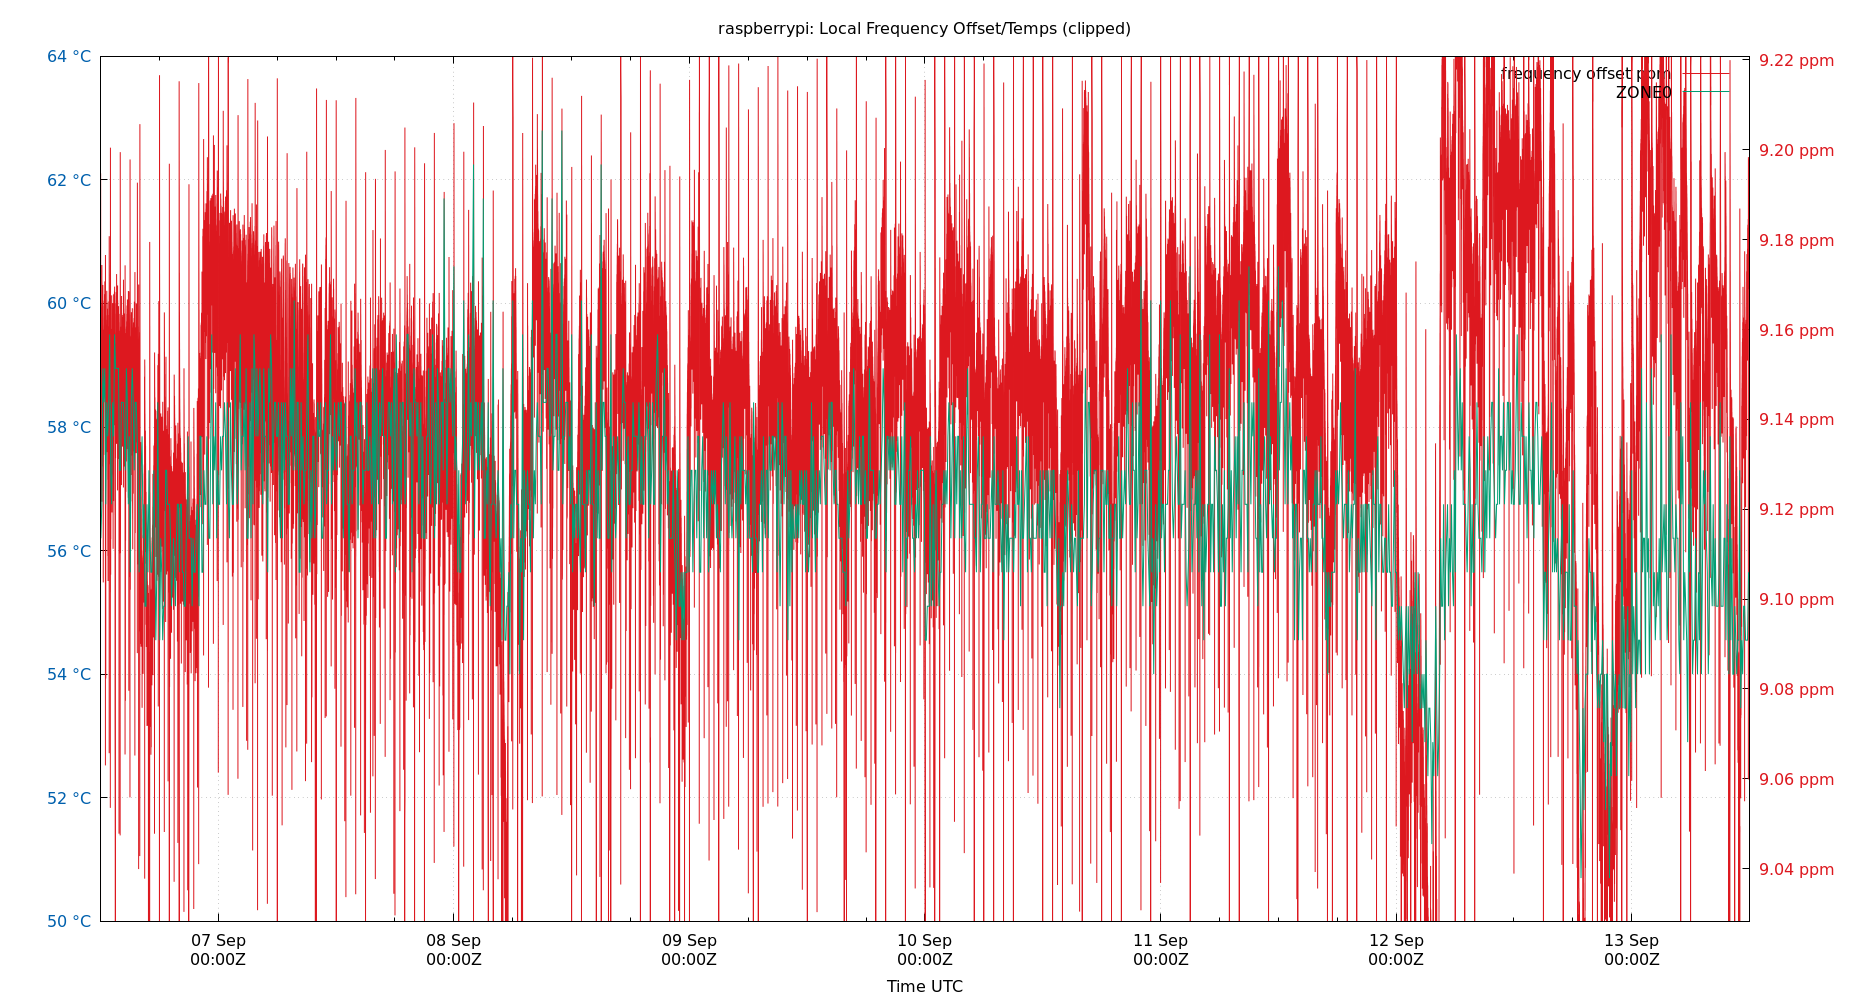 raspberrypi: Local Frequency Offset/Temps (clipped)
64 °C
62 °C
60 °C
58 °C
56 °C
54 °C
52 °C
50 °C
9.22 ppm
9.20 ppm
9.18 ppm
9.16 ppm
9.14 ppm
9.12 ppm
9.10 ppm
9.08 ppm
9.06 ppm
9.04 ppm
frequency offset ppm
ZONE0
07 Sep
00:00Z
08 Sep
00:00Z
09 Sep
00:00Z
10 Sep
00:00Z
11 Sep
00:00Z
12 Sep
00:00Z
13 Sep
00:00Z
Time UTC